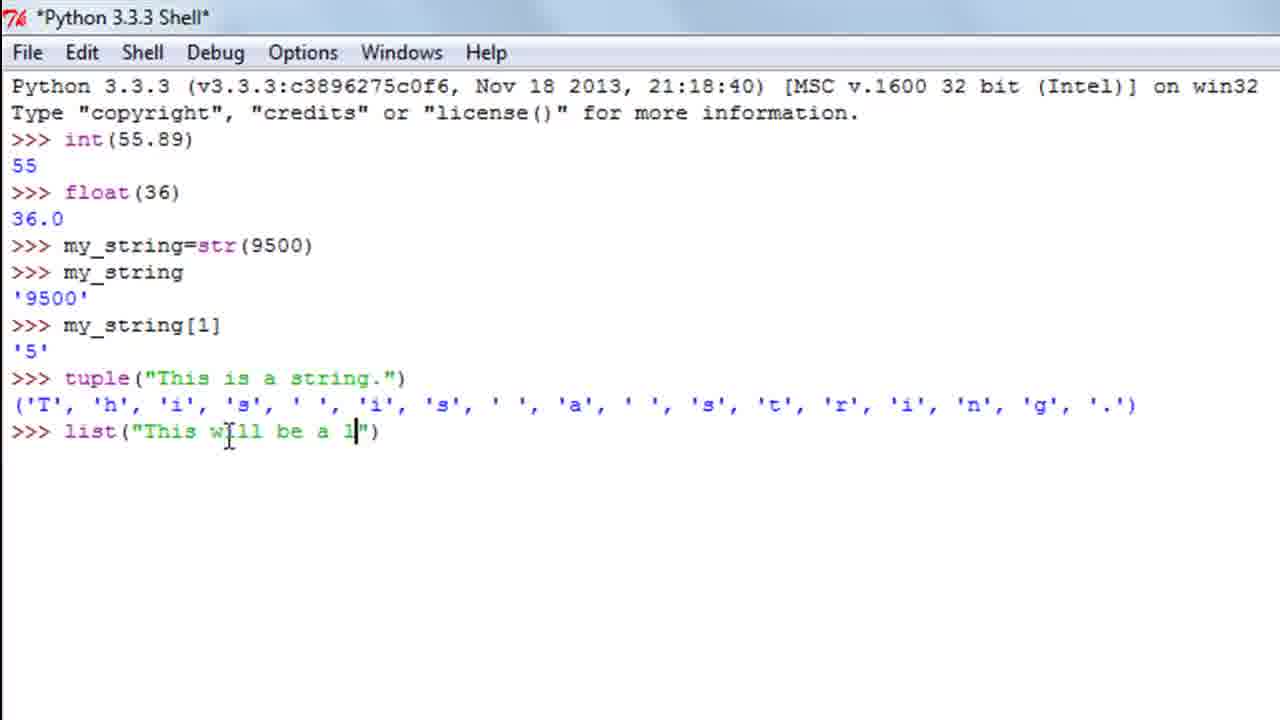 *Python 3.3.3 Shell*
File Edit Shell Debug Options Windows Help
Python 3.3.3 (v3.3.3:c3896275c0f6, Nov 18 2013, 21:18:40) [MSC v.1600 32 bit (Intel)] on win32
Type "copyright", "credits" or "license()" for more information.
>>> int(55.89)
55
>>> float(36)
36.0
>>> my_string=str(9500)
>>> my_string
'9500'
>>> my_string[1]
'5'
>>> tuple("This is a string.")
('T', 'h', 'i', 's', ' ', 'i', 's', ' ', 'a', ' ', 's', 't', 'r', 'i', 'n', 'g', '.')
>>> list("This will be a l")